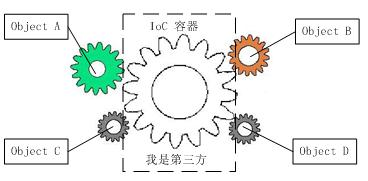 Object A
IoC 容器
Object B
Object C
我是第三方
Object D